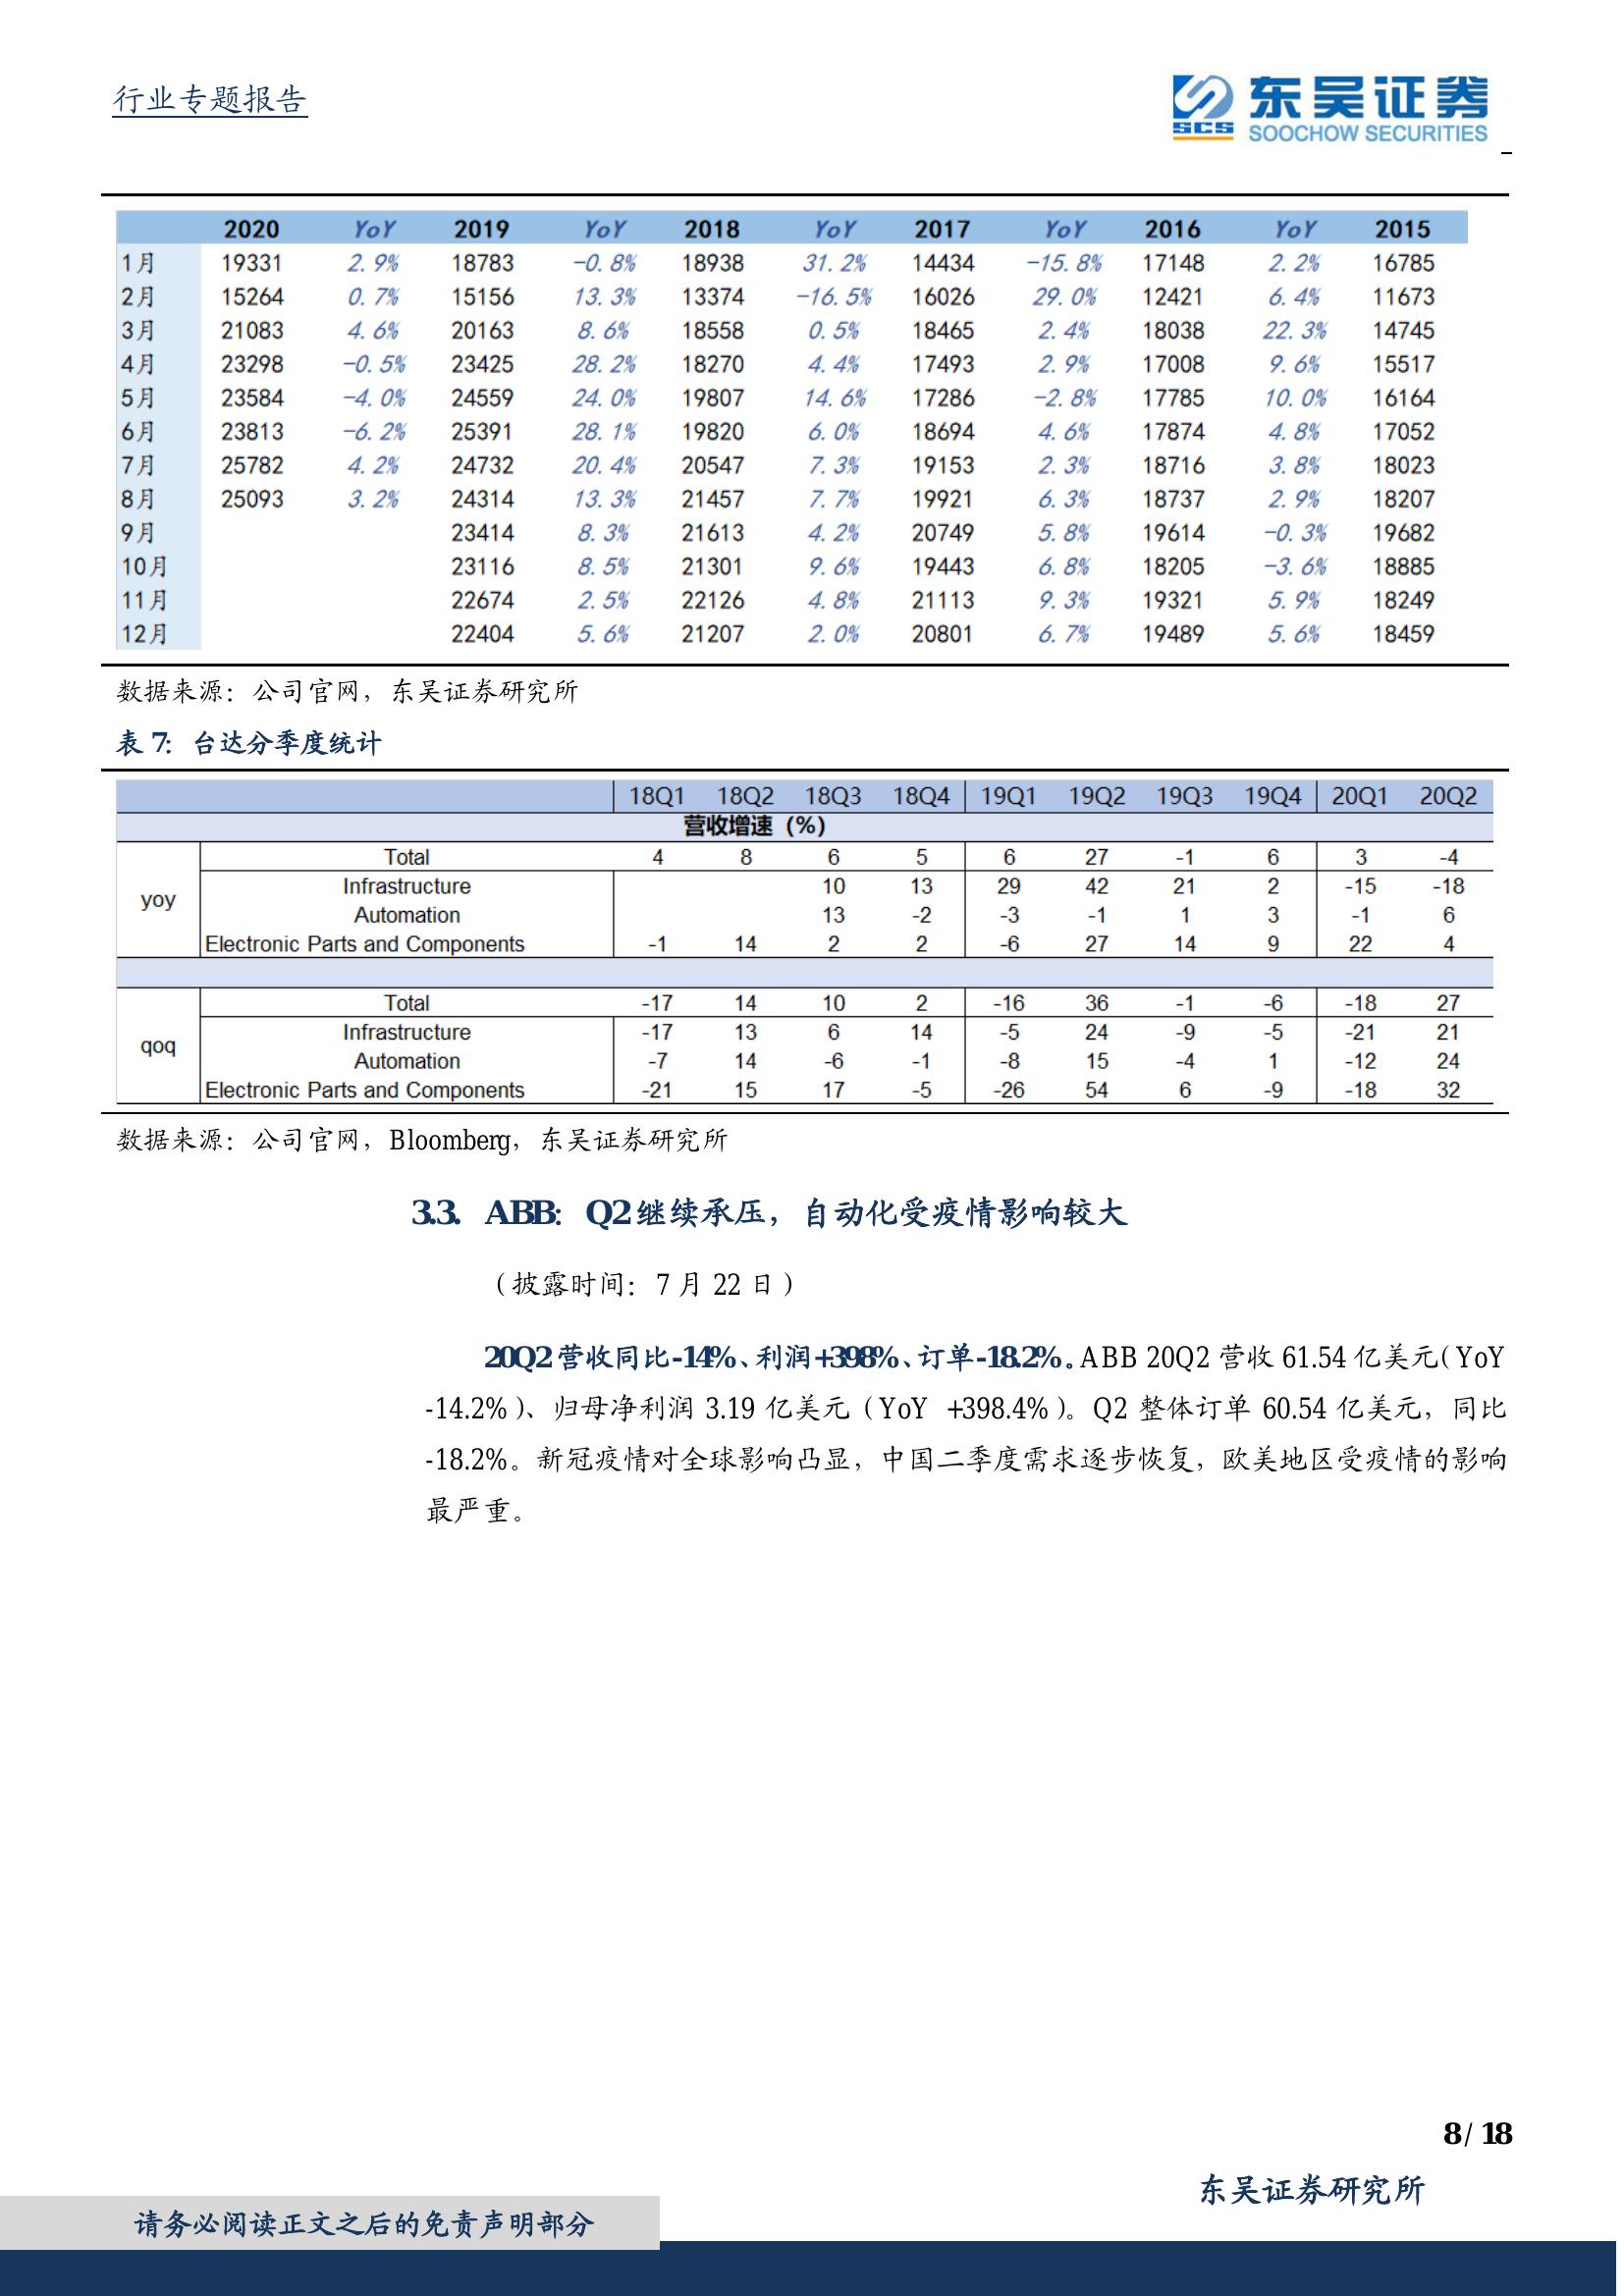 行业专题报告
SCS 东吴证券
SOOCHOW SECURITIES
2020 YoY 2019 YoY 2018 YoY 2017 YoY 2016 YoY 2015
1月 19331 2.9% 18783 -0.8% 18938 31.2% 14434 -15.8% 17148 2.2% 16785
2月 15264 0.7% 15156 13.3% 13374 -16.5% 16026 29.0% 12421 6.4% 11673
3月 21083 4.6% 20163 8.6% 18558 0.5% 18465 2.4% 18038 22.3% 14745
4月 23298 -0.5% 23425 28.2% 18270 4.4% 17493 2.9% 17008 9.6% 15517
5月 23584 -4.0% 24559 24.0% 19807 14.6% 17286 -2.8% 17785 10.0% 16164
6月 23813 -6.2% 25391 28.1% 19820 6.0% 18694 4.6% 17874 4.8% 17052
7月 25782 4.2% 24732 20.4% 20547 7.3% 19153 2.3% 18716 3.8% 18023
8月 25093 3.2% 24314 13.3% 21457 7.7% 19921 6.3% 18737 2.9% 18207
9月 23414 8.3% 21613 4.2% 20749 5.8% 19614 -0.3% 19682
10月 23116 8.5% 21301 9.6% 19443 6.8% 18205 -3.6% 18885
11月 22674 2.5% 22126 4.8% 21113 9.3% 19321 5.9% 18249
12月 22404 5.6% 21207 2.0% 20801 6.7% 19489 5.6% 18459
数据来源：公司官网，东吴证券研究所
表 7：台达分季度统计
18Q1 18Q2 18Q3 18Q4 19Q1 19Q2 19Q3 19Q4 20Q1 20Q2
营收增速（%）
yoy
Total 4 8 6 5 6 27 -1 6 3 -4
Infrastructure 10 13 29 42 21 2 -15 -18
Automation 13 -2 -3 -1 1 3 -1 6
Electronic Parts and Components -1 14 2 2 -6 27 14 9 22 4
qoq
Total -17 14 10 2 -16 36 -1 -6 -18 27
Infrastructure -17 13 6 14 -5 24 -9 -5 -21 21
Automation -7 14 -6 -1 -8 15 -4 1 -12 24
Electronic Parts and Components -21 15 17 -5 -26 54 6 -9 -18 32
数据来源：公司官网，Bloomberg，东吴证券研究所
3.3. ABB：Q2 继续承压，自动化受疫情影响较大
（披露时间：7 月 22 日）
20Q2 营收同比-14%、利润+398%、订单-18.2%。ABB 20Q2 营收 61.54 亿美元（YoY
-14.2%）、归母净利润 3.19 亿美元（YoY +398.4%）。Q2 整体订单 60.54 亿美元，同比
-18.2%。新冠疫情对全球影响凸显，中国二季度需求逐步恢复，欧美地区受疫情的影响
最严重。
8 / 18
东吴证券研究所
请务必阅读正文之后的免责声明部分